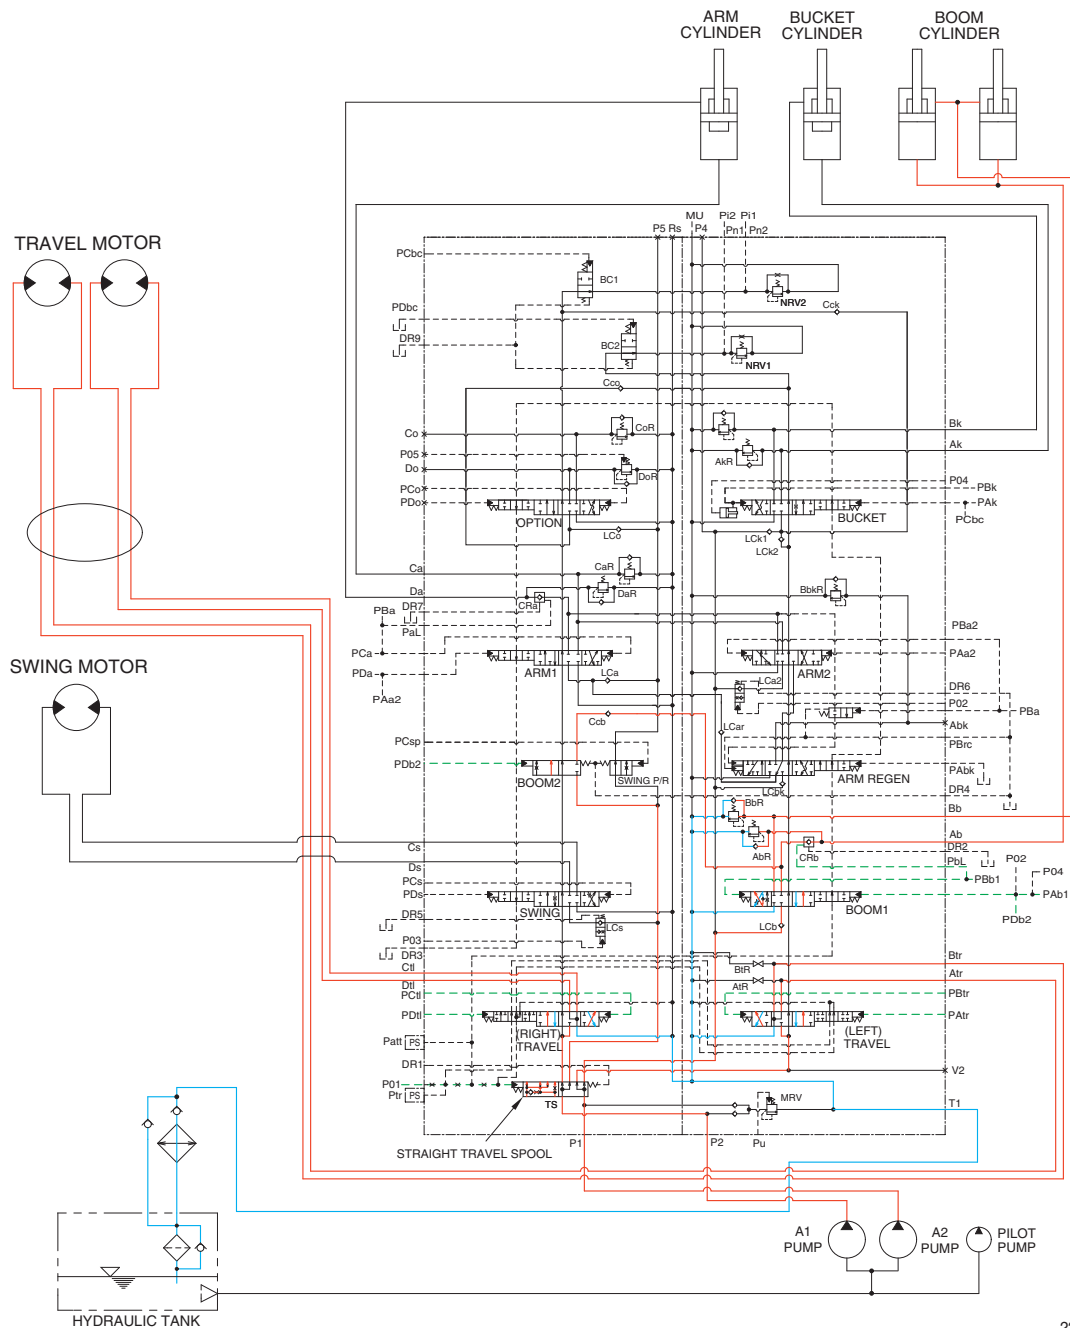 ARM
CYLINDER
BUCKET
CYLINDER
BOOM
CYLINDER
TRAVEL MOTOR
SWING MOTOR
P5 Rs
MU
P4
Pi2 Pi1
Pn1 Pn2
PCbc
BC1
NRV2
Cck
PDbc
DR9
BC2
NRV1
Cco
Co
CoR
Bk
Ak
P05
Do
DoR
AkR
PCo
PDo
OPTION
P04
PBk
PAk
PCbc
BUCKET
LCo
LCk1
LCk2
Ca
CaR
Da
DaR
CRa
BbkR
PBa
DR7
PaL
PCa
PDa
PAa2
ARM1
LCa
PBa2
PAa2
ARM2
LCa2
DR6
P02
PBa
Abk
Ccb
LCar
PCsp
PDb2
BOOM2
SWING P/R
PBrc
PAbk
ARM REGEN
LCbk
DR4
BbR
Bb
AbR
CRb
Ab
DR2
PbL
P02
P04
PBb1
PAb1
PDb2
Cs
Ds
PCs
PDs
SWING
BOOM1
DR5
LCs
LCb
P03
DR3
Ctl
BtR
Btr
Dtl
AtR
Atr
PCtl
PBtr
PDtl
PAtr
(RIGHT)
TRAVEL
(LEFT)
TRAVEL
Patt PS
DR1
P01
Ptr PS
TS
V2
MRV
T1
STRAIGHT TRAVEL SPOOL
P1
P2
Pu
A1
PUMP
A2
PUMP
PILOT
PUMP
HYDRAULIC TANK